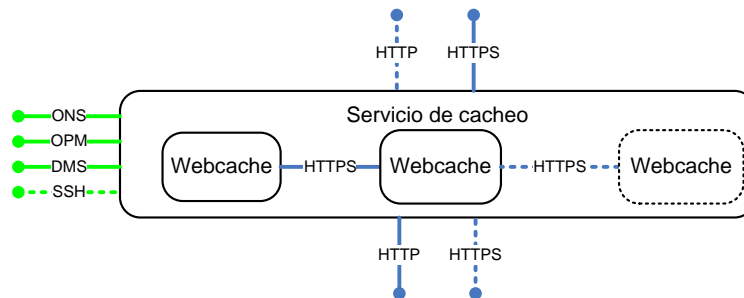 HTTP
HTTPS
ONS
OPM
DMS
SSH
Servicio de cacheo
Webcache
HTTPS
Webcache
HTTPS
Webcache
HTTP
HTTPS